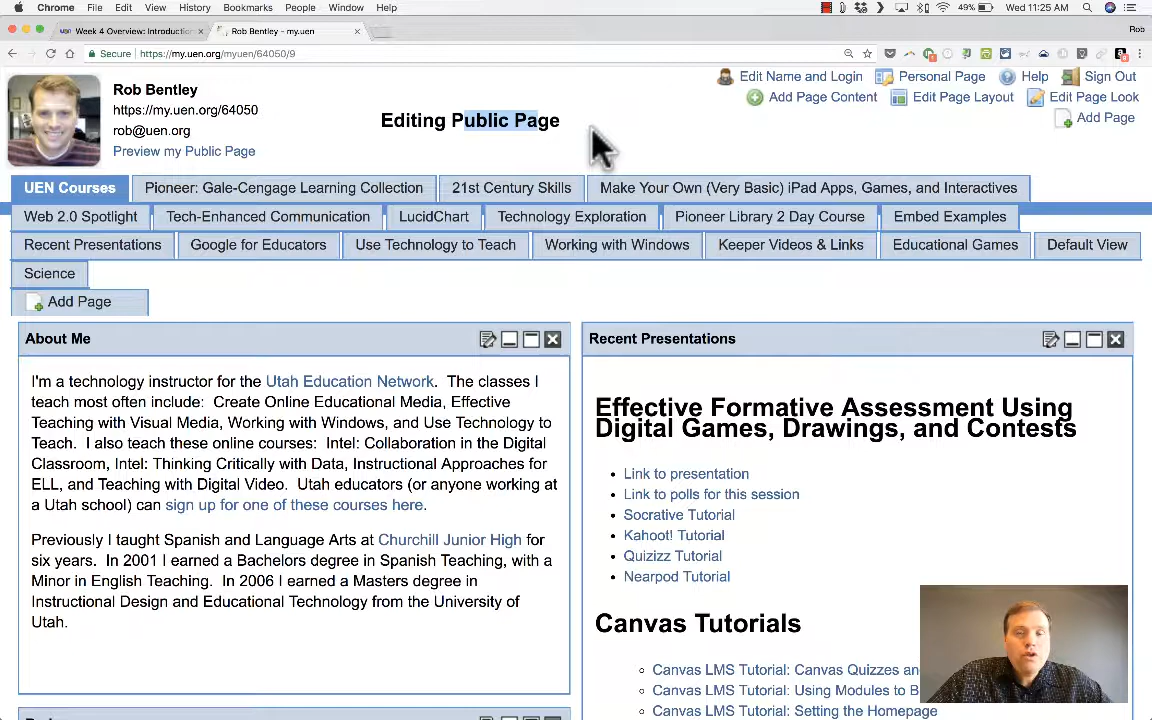 Chrome File Edit View History Bookmarks People Window Help 49% Wed 11:25 AM
Week 4 Overview: Introduction Rob Bentley - my.uen Rob
Secure https://my.uen.org/myuen/64050/9
Rob Bentley
https://my.uen.org/64050
rob@uen.org
Preview my Public Page
Editing Public Page
Edit Name and Login Personal Page Help Sign Out
Add Page Content Edit Page Layout Edit Page Look
Add Page
UEN Courses Pioneer: Gale-Cengage Learning Collection 21st Century Skills Make Your Own (Very Basic) iPad Apps, Games, and Interactives
Web 2.0 Spotlight Tech-Enhanced Communication LucidChart Technology Exploration Pioneer Library 2 Day Course Embed Examples
Recent Presentations Google for Educators Use Technology to Teach Working with Windows Keeper Videos & Links Educational Games Default View
Science
Add Page
About Me
I'm a technology instructor for the Utah Education Network. The classes I
teach most often include: Create Online Educational Media, Effective
Teaching with Visual Media, Working with Windows, and Use Technology to
Teach. I also teach these online courses: Intel: Collaboration in the Digital
Classroom, Intel: Thinking Critically with Data, Instructional Approaches for
ELL, and Teaching with Digital Video. Utah educators (or anyone working at
a Utah school) can sign up for one of these courses here.
Previously I taught Spanish and Language Arts at Churchill Junior High for
six years. In 2001 I earned a Bachelors degree in Spanish Teaching, with a
Minor in English Teaching. In 2006 I earned a Masters degree in
Instructional Design and Educational Technology from the University of
Utah.
Recent Presentations
Effective Formative Assessment Using
Digital Games, Drawings, and Contests
Link to presentation
Link to polls for this session
Socrative Tutorial
Kahoot! Tutorial
Quizizz Tutorial
Nearpod Tutorial
Canvas Tutorials
Canvas LMS Tutorial: Canvas Quizzes an
Canvas LMS Tutorial: Using Modules to B
Canvas LMS Tutorial: Setting the Homepage